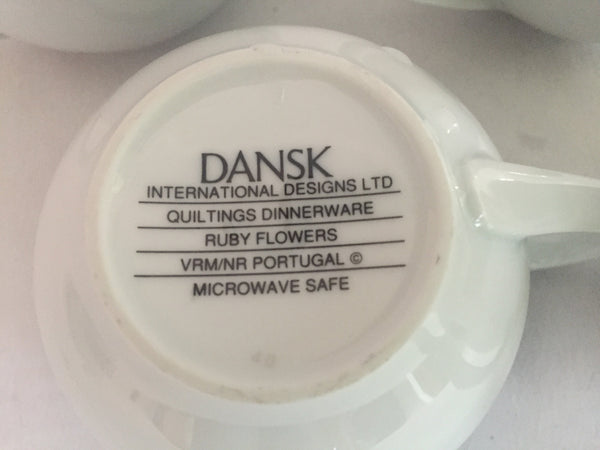 DANSK
INTERNATIONAL DESIGNS LTD
QUILTINGS DINNERWARE
RUBY FLOWERS
VRM/NR PORTUGAL ©
MICROWAVE SAFE